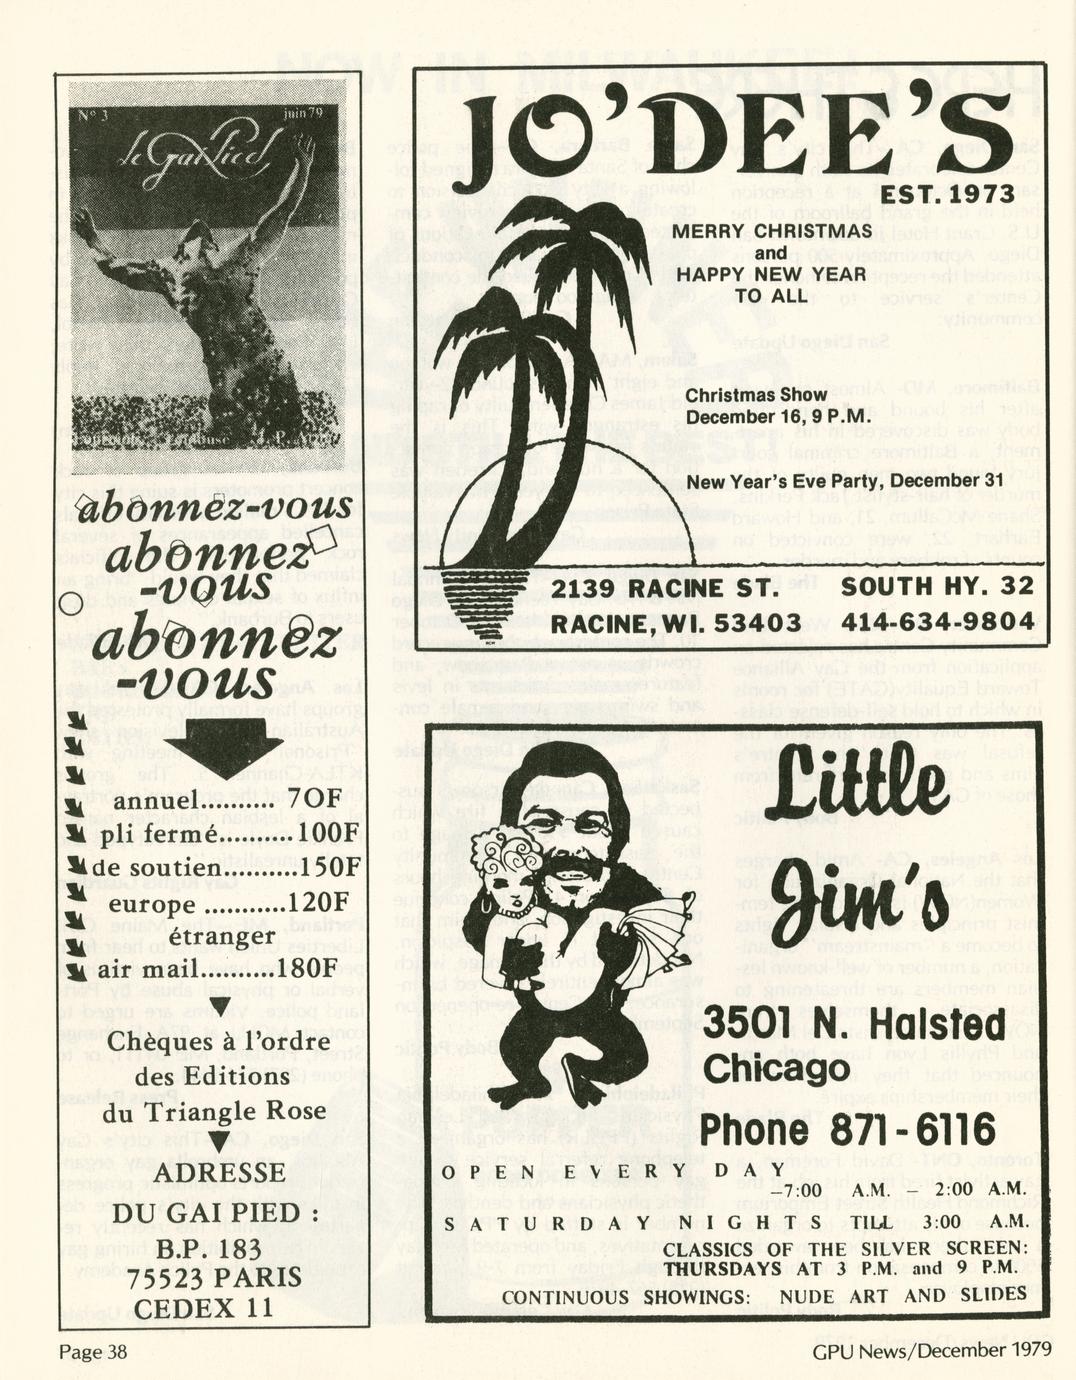 N° 3 juin 79
le Gai Pied
abonnez-vous
abonnez
-vous
abonnez
-vous
annuel.......... 7OF
pli fermé..........100F
de soutien..........150F
europe ..........120F
étranger
air mail..........180F
Chèques à l'ordre
des Editions
du Triangle Rose
ADRESSE
DU GAI PIED :
B.P. 183
75523 PARIS
CEDEX 11
JO'DEE'S
EST. 1973
MERRY CHRISTMAS
and
HAPPY NEW YEAR
TO ALL
Christmas Show
December 16, 9 P.M.
New Year's Eve Party, December 31
2139 RACINE ST. SOUTH HY. 32
RACINE, WI. 53403 414-634-9804
Little
Jim's
3501 N. Halsted
Chicago
Phone 871-6116
OPEN EVERY DAY
—7:00 A.M. — 2:00 A.M.
SATURDAY NIGHTS TILL 3:00 A.M.
CLASSICS OF THE SILVER SCREEN:
THURSDAYS AT 3 P.M. and 9 P.M.
CONTINUOUS SHOWINGS: NUDE ART AND SLIDES
Page 38
GPU News/December 1979